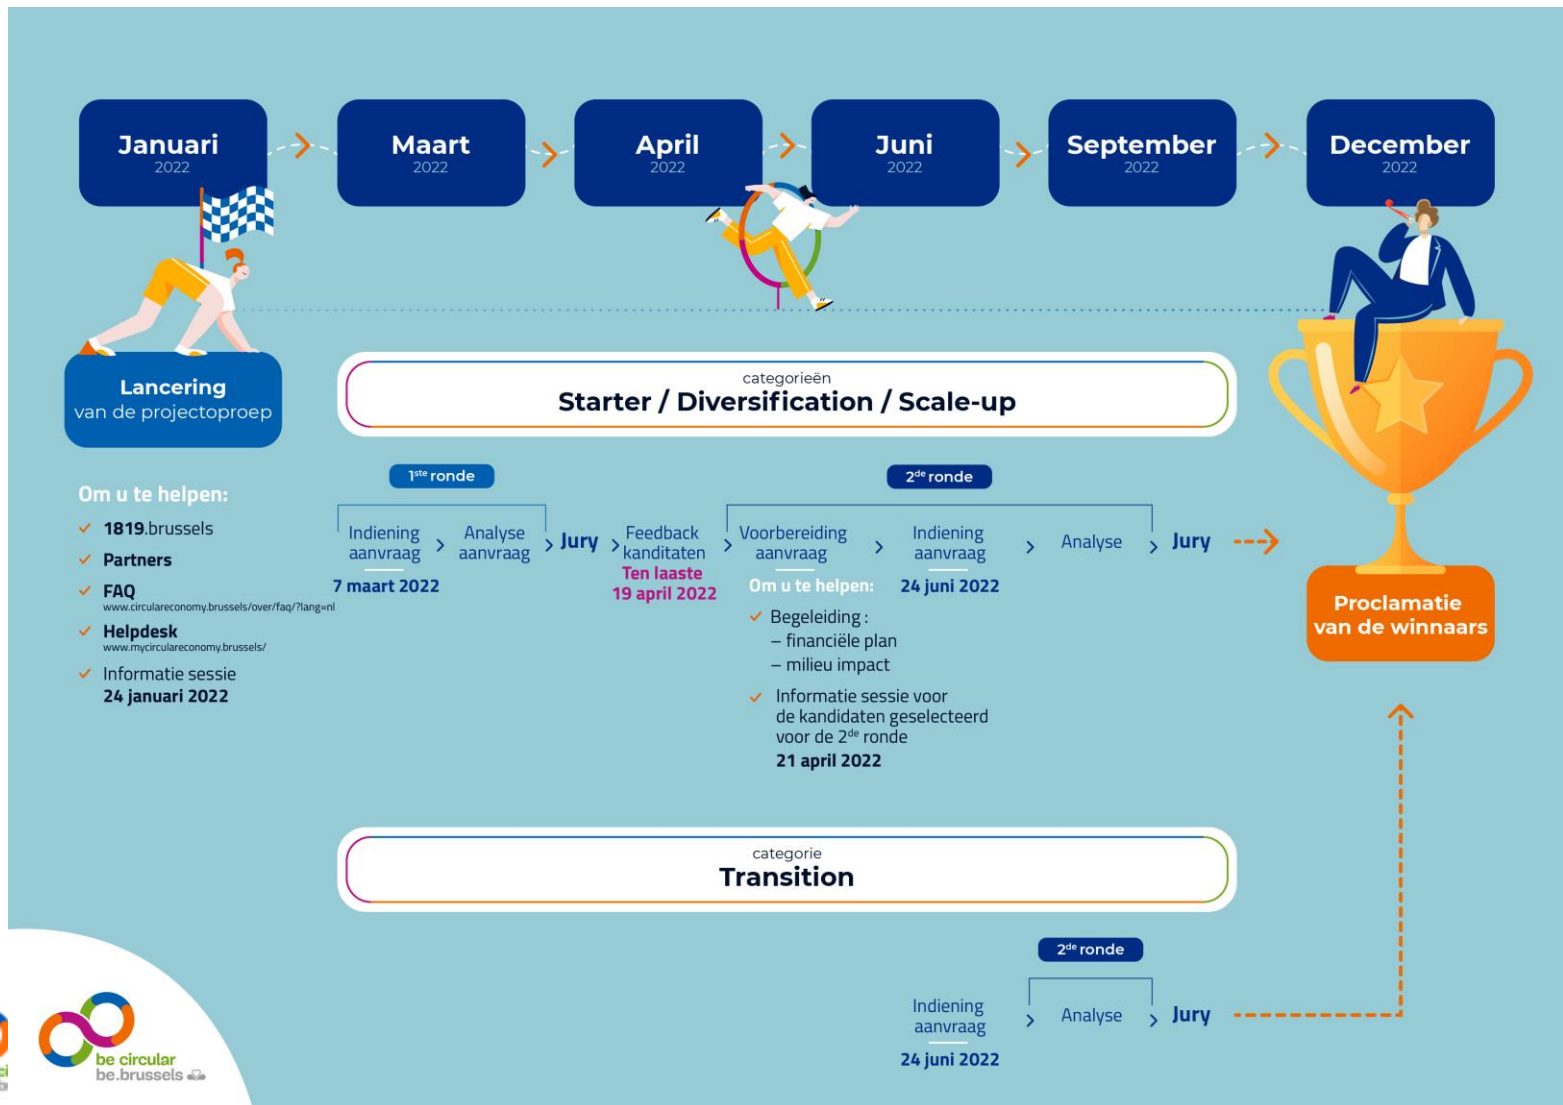 Januari
2022
Maart
2022
April
2022
Juni
2022
September
2022
December
2022
Lancering
van de projectoproep
categorieën
Starter / Diversification / Scale-up
Om u te helpen:
1819.brussels
Partners
FAQ
www.circulareconomy.brussels/over/faq/?lang=nl
Helpdesk
www.mycirculareconomy.brussels/
Informatie sessie
24 januari 2022
1ste ronde
Indiening
aanvraag
7 maart 2022
Analyse
aanvraag
Jury
Feedback
kanditaten
Ten laaste
19 april 2022
2de ronde
Voorbereiding
aanvraag
Om u te helpen:
Begeleiding :
– financiële plan
– milieu impact
Informatie sessie voor
de kandidaten geselecteerd
voor de 2de ronde
21 april 2022
Indiening
aanvraag
24 juni 2022
Analyse
Jury
Proclamatie
van de winnaars
categorie
Transition
2de ronde
Indiening
aanvraag
24 juni 2022
Analyse
Jury
be circular
be.brussels